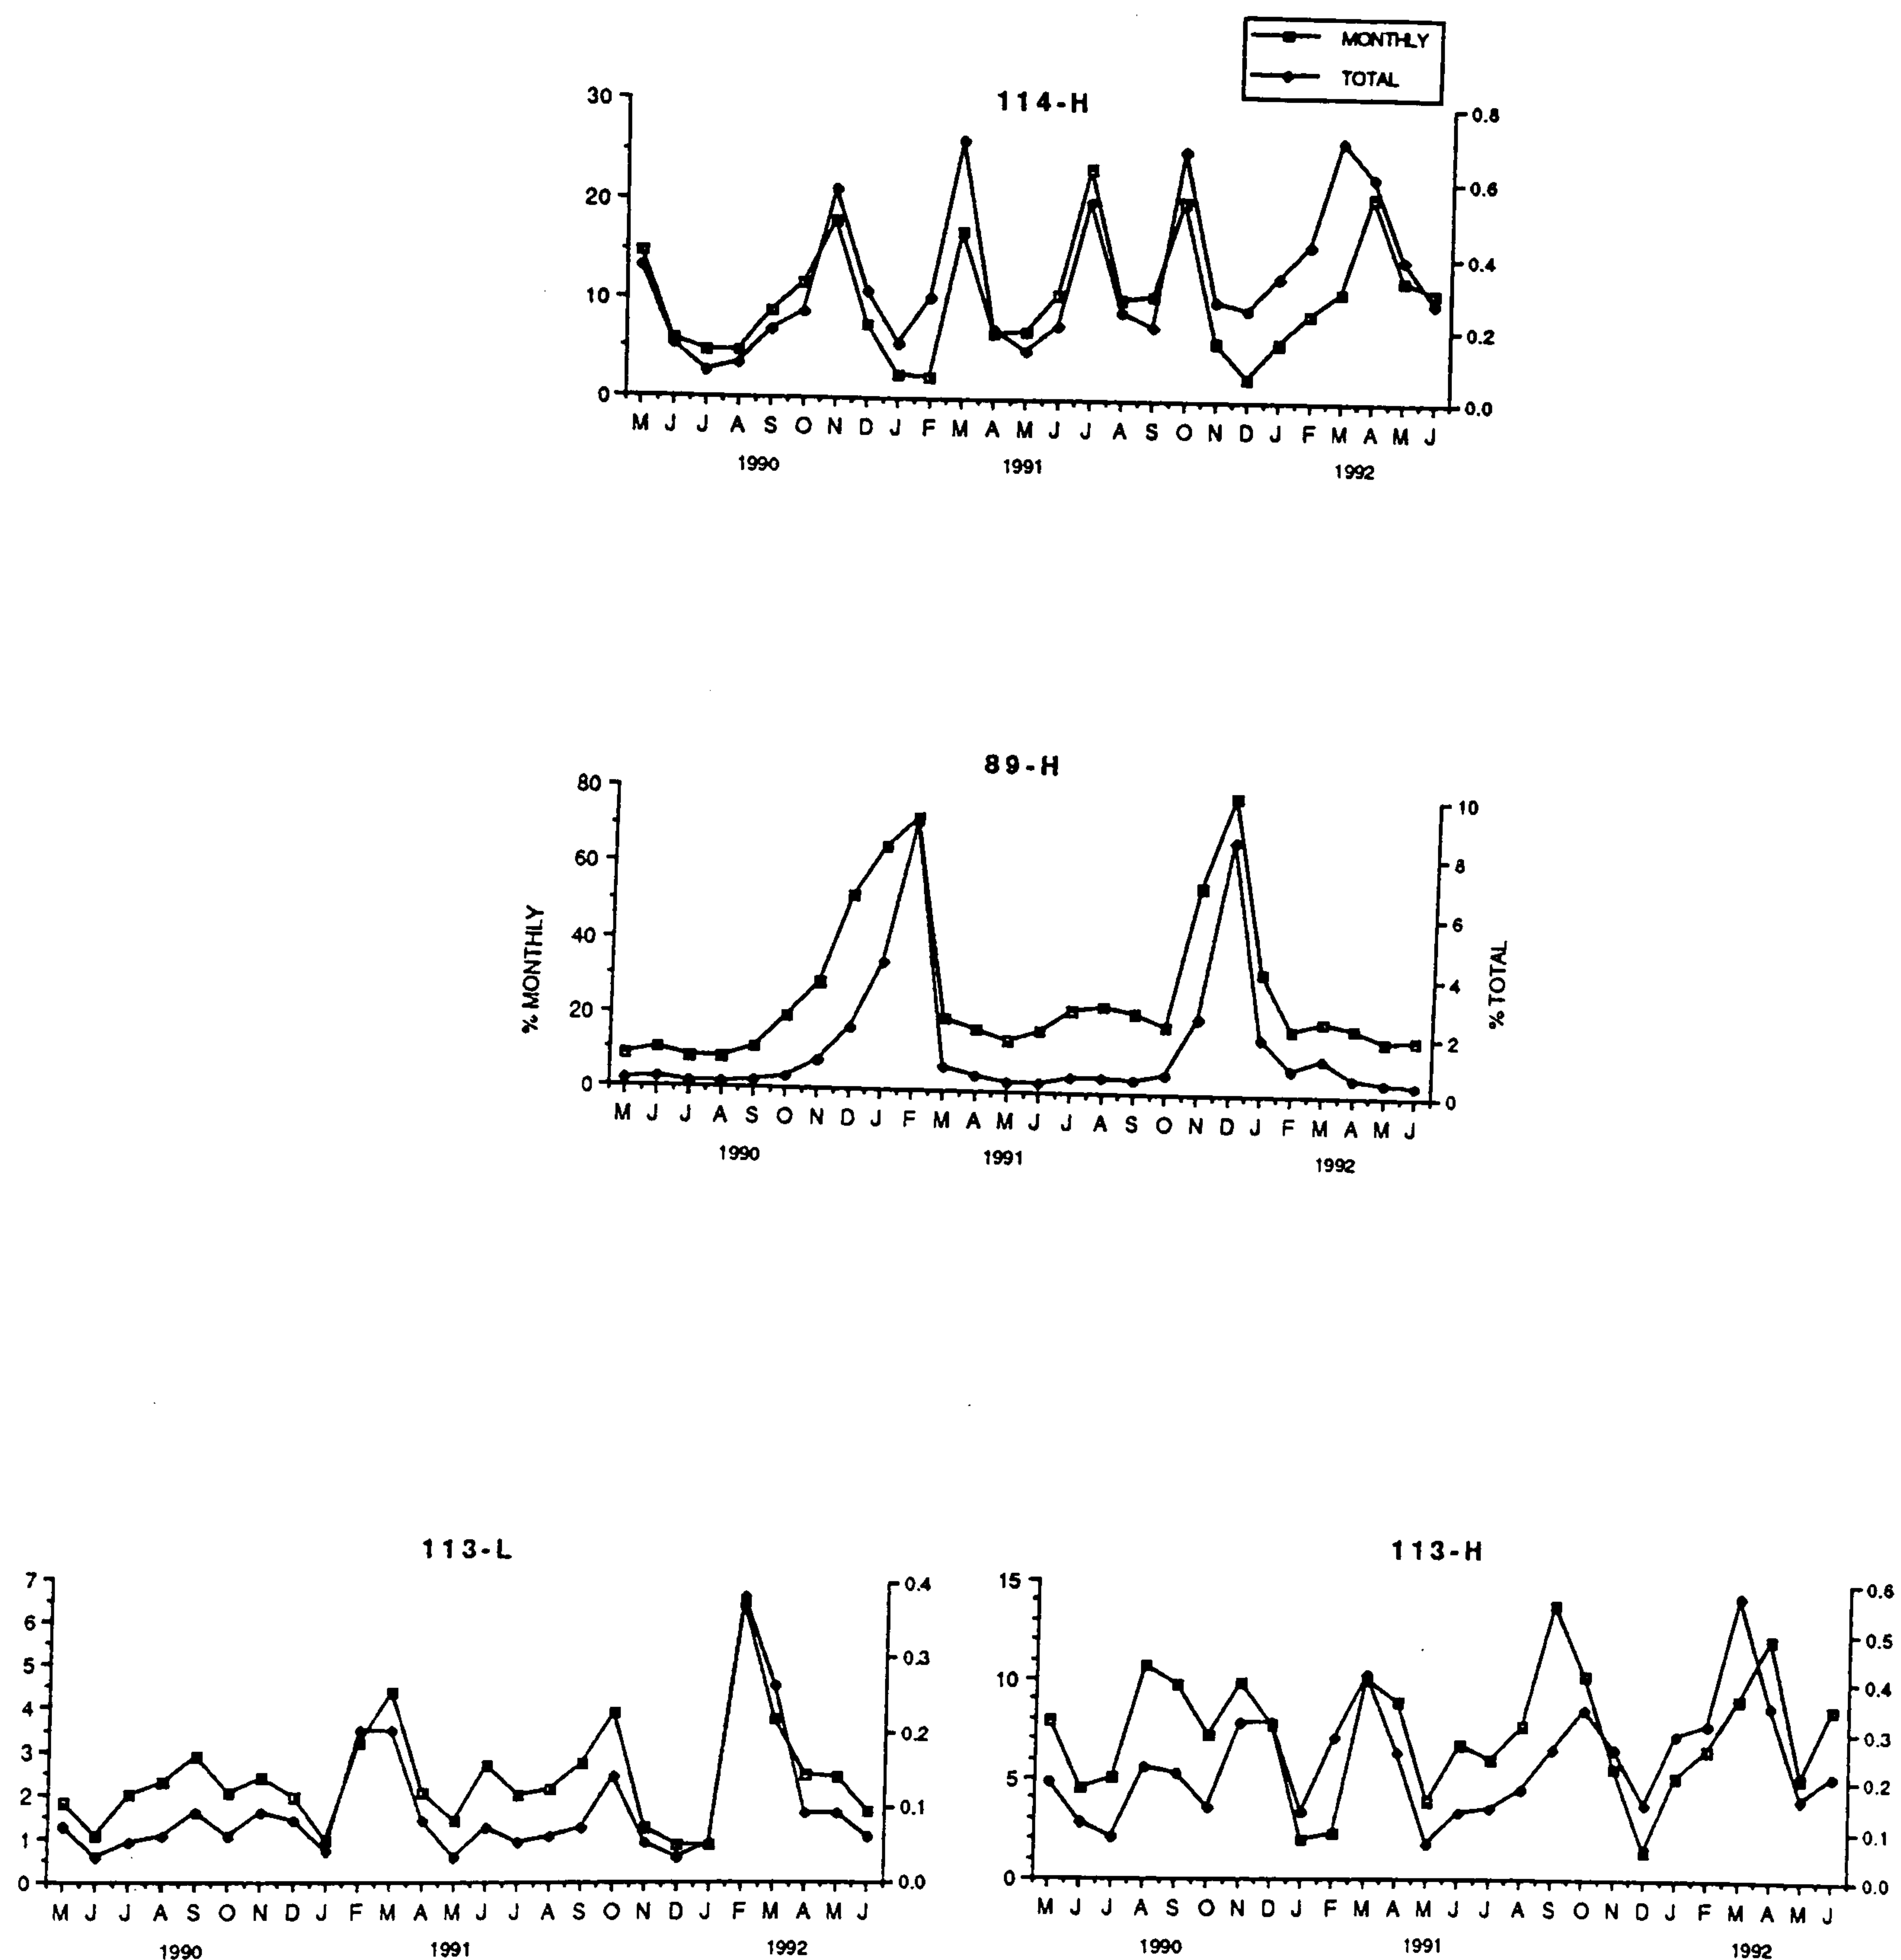 MONTHLY
TOTAL
114-H
30
20
10
0
0.8
0.6
0.4
0.2
0.0
M J J A S O N D J F M A M J J A S O N D J F M A M J
1990 1991 1992
89-H
80
60
40
20
0
% MONTHLY
10
8
6
4
2
0
% TOTAL
M J J A S O N D J F M A M J J A S O N D J F M A M J
1990 1991 1992
113-L
7
6
5
4
3
2
1
0
0.4
0.3
0.2
0.1
0.0
M J J A S O N D J F M A M J J A S O N D J F M A M J
1990 1991 1992
113-H
15
10
5
0
0.6
0.5
0.4
0.3
0.2
0.1
0.0
M J J A S O N D J F M A M J J A S O N D J F M A M J
1990 1991 1992